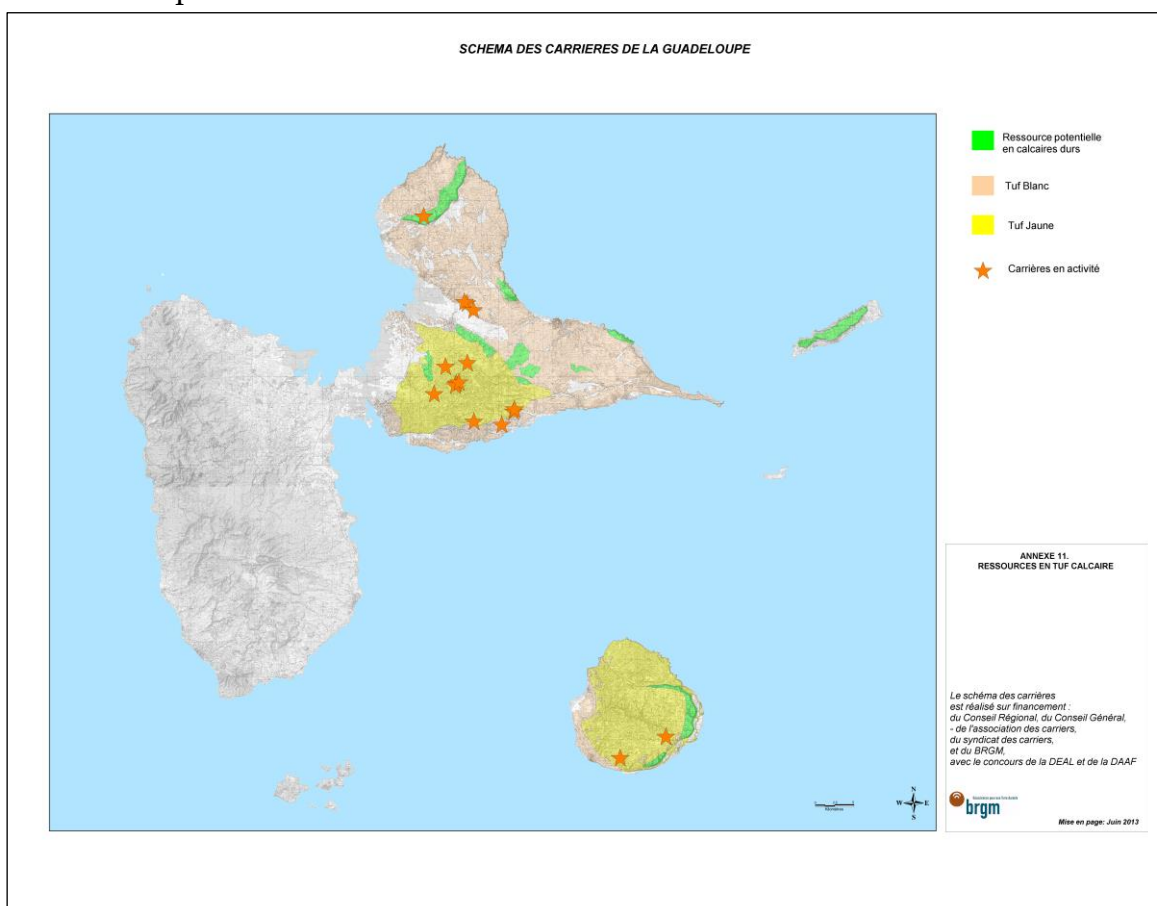 SCHEMA DES CARRIERES DE LA GUADELOUPE
Ressource potentielle
en calcaires durs
Tuf Blanc
Tuf Jaune
Carrières en activité
ANNEXE 11.
RESSOURCES EN TUF CALCAIRE
Le schéma des carrières
est réalisé sur financement :
du Conseil Régional, du Conseil Général,
- de l'association des carriers,
du syndicat des carriers,
et du BRGM,
avec le concours de la DEAL et de la DAAF
N
W E
S
brgm
Mise en page: Juin 2013